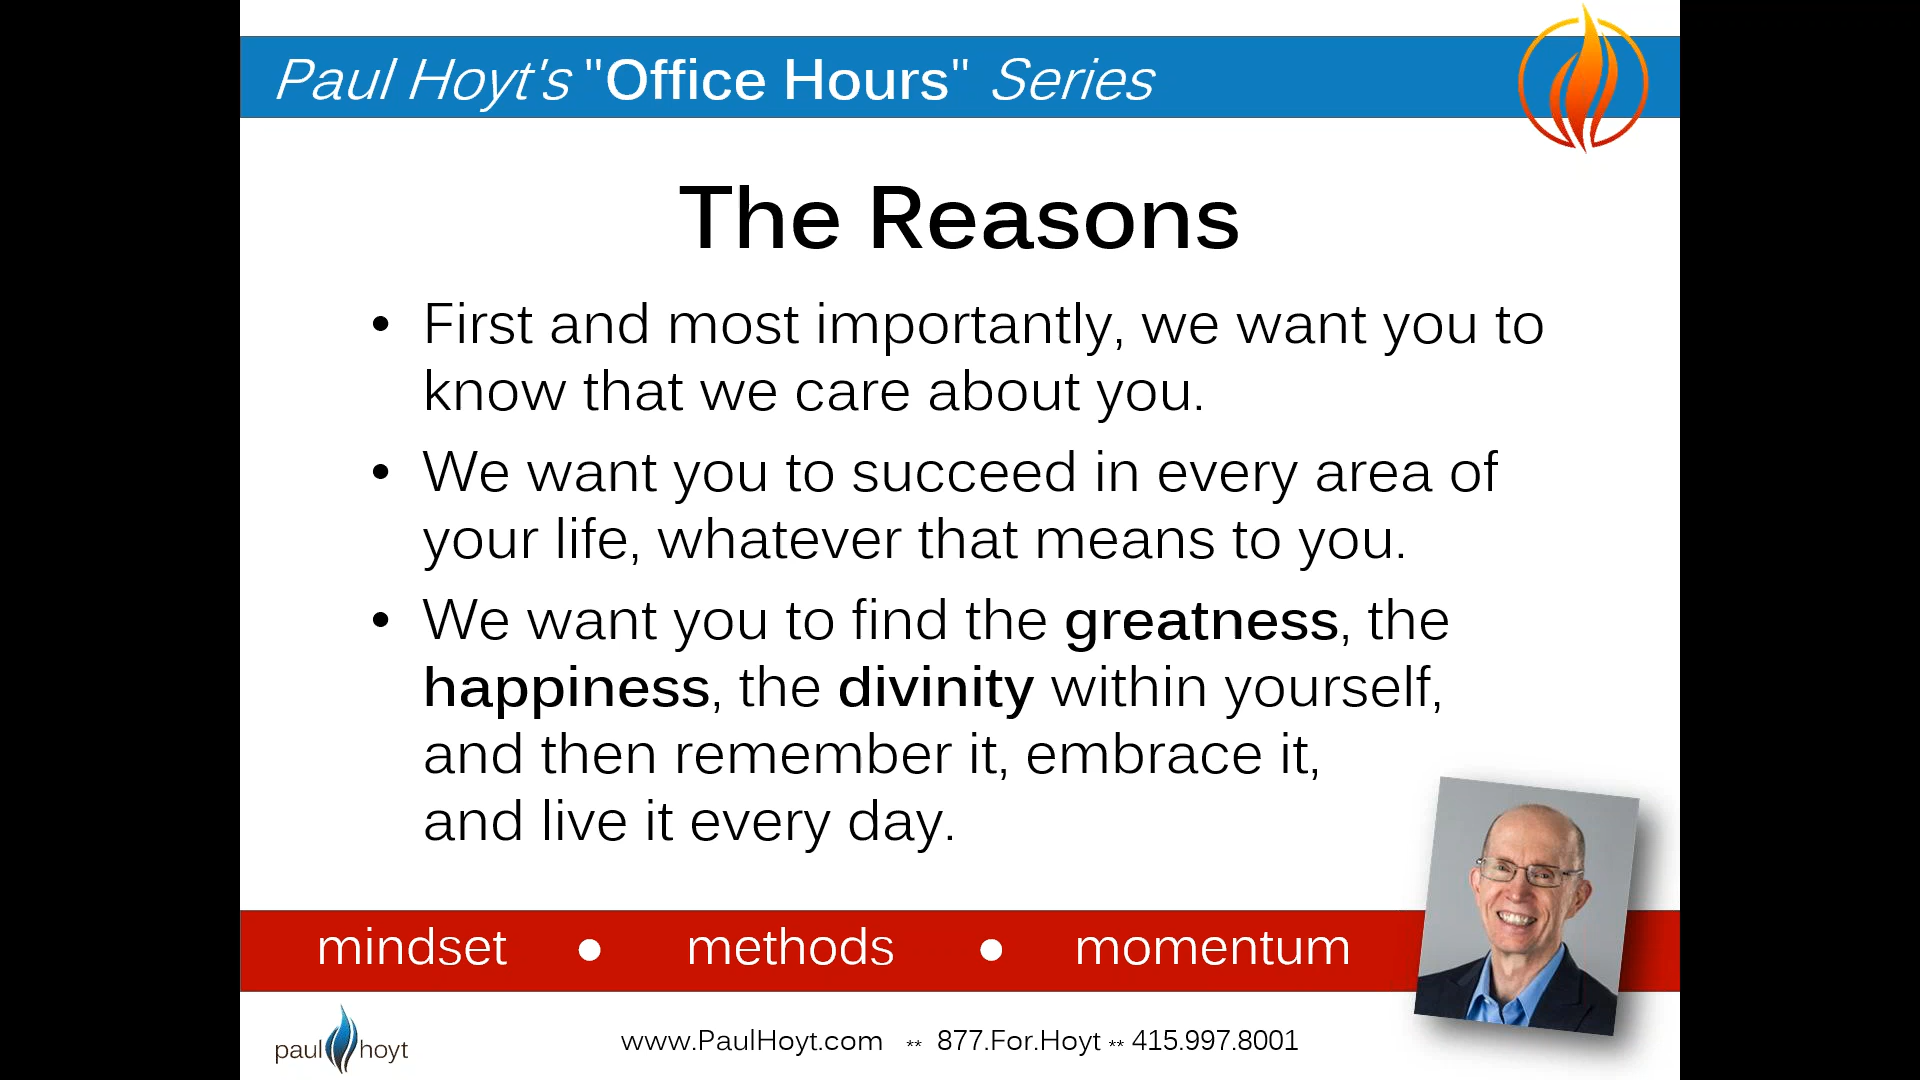 Paul Hoyt's "Office Hours" Series
The Reasons
• First and most importantly, we want you to
know that we care about you.
• We want you to succeed in every area of
your life, whatever that means to you.
• We want you to find the greatness, the
happiness, the divinity within yourself,
and then remember it, embrace it,
and live it every day.
mindset • methods • momentum
paul hoyt
www.PaulHoyt.com ** 877.For.Hoyt ** 415.997.8001